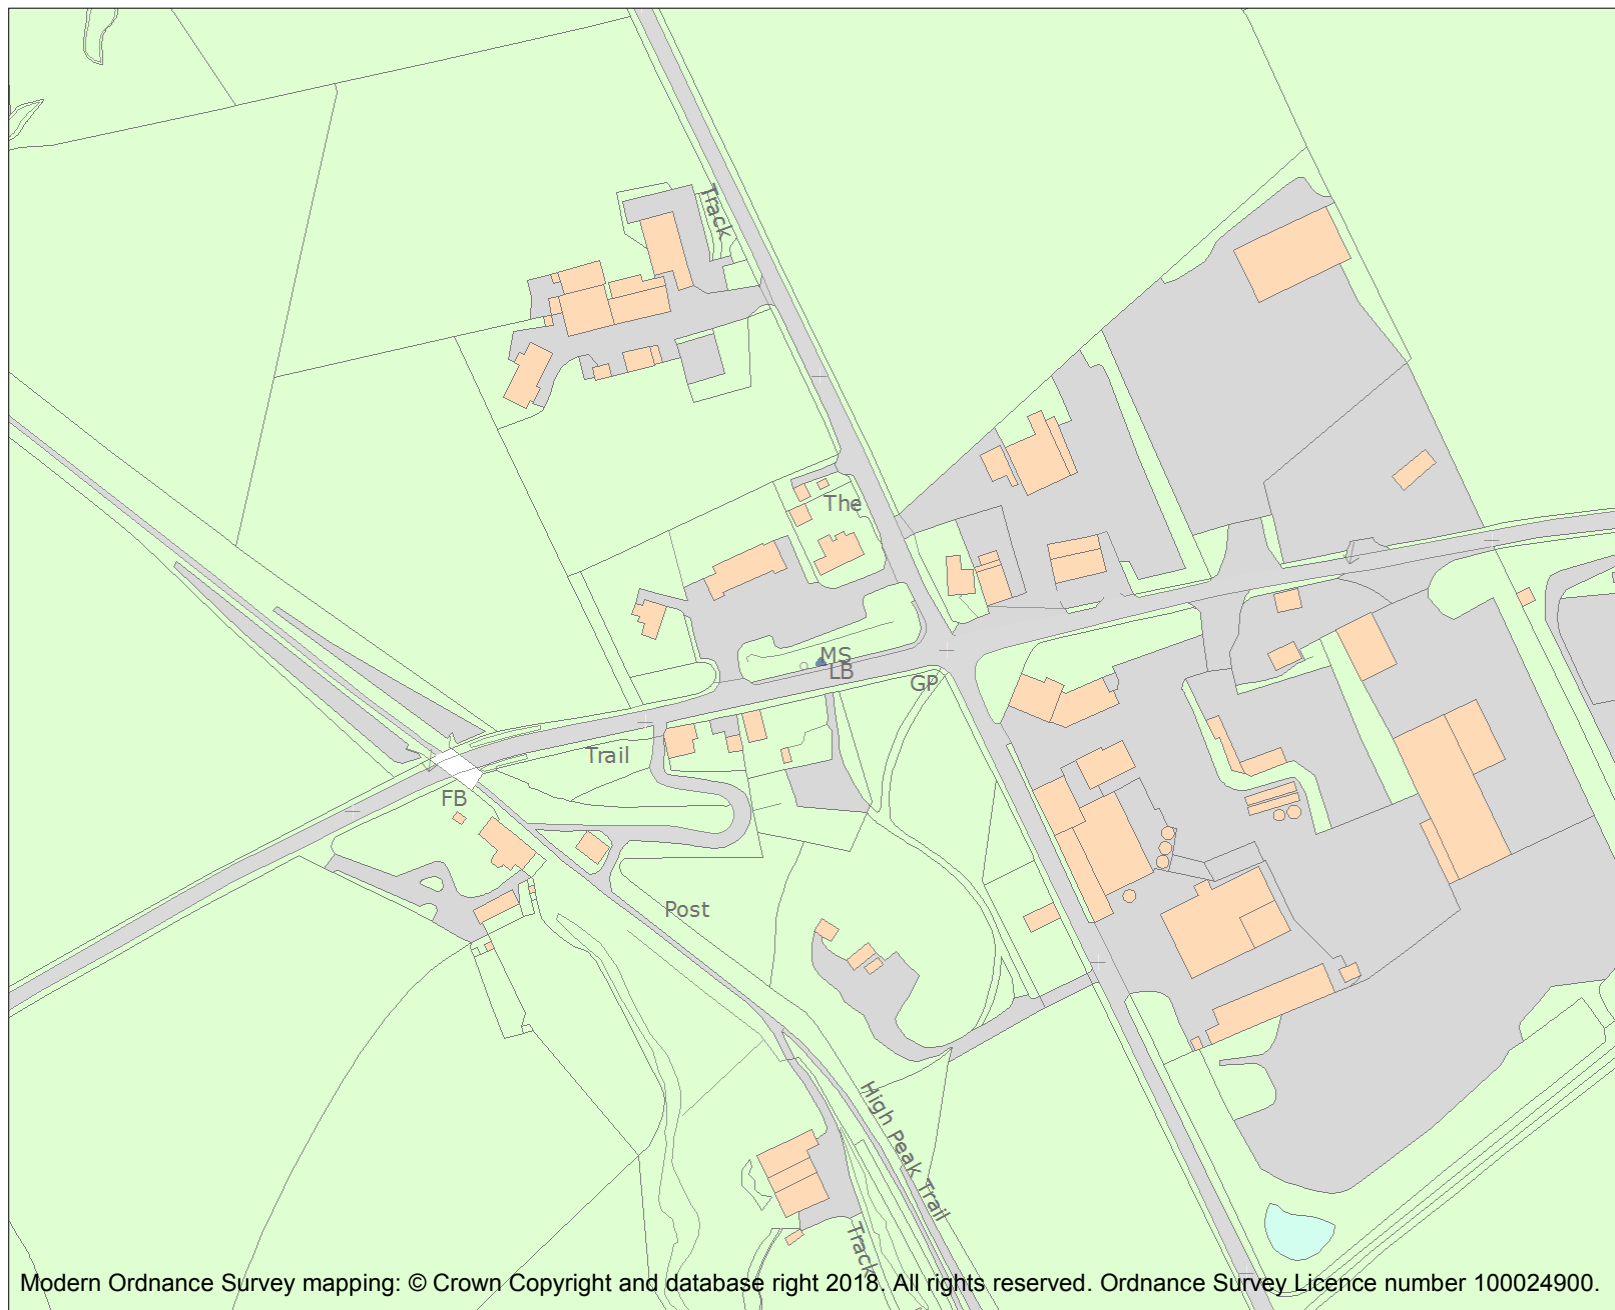 Track
The
MS
LB
GP
Trail
FB
Post
High Peak Trail
Track
Modern Ordnance Survey mapping: © Crown Copyright and database right 2018. All rights reserved. Ordnance Survey Licence number 100024900.